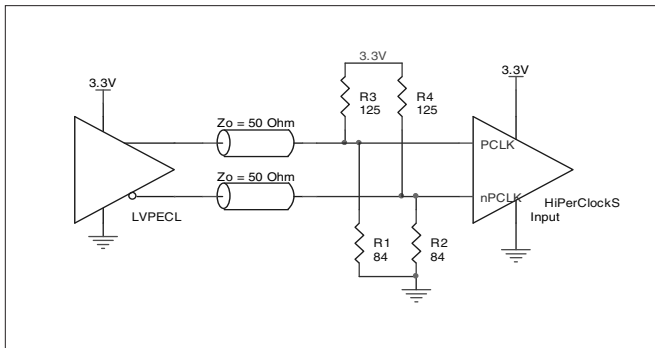 3.3V
3.3V
3.3V
R3
125
R4
125
Zo = 50 Ohm
PCLK
Zo = 50 Ohm
nPCLK
HiPerClockS
Input
LVPECL
R1
84
R2
84